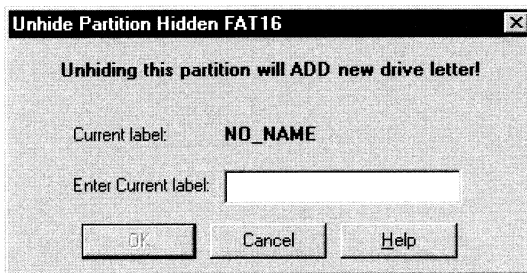 Unhide Partition Hidden FAT16
Unhiding this partition will ADD new drive letter!
Current label: NO_NAME
Enter Current label:
OK Cancel Help